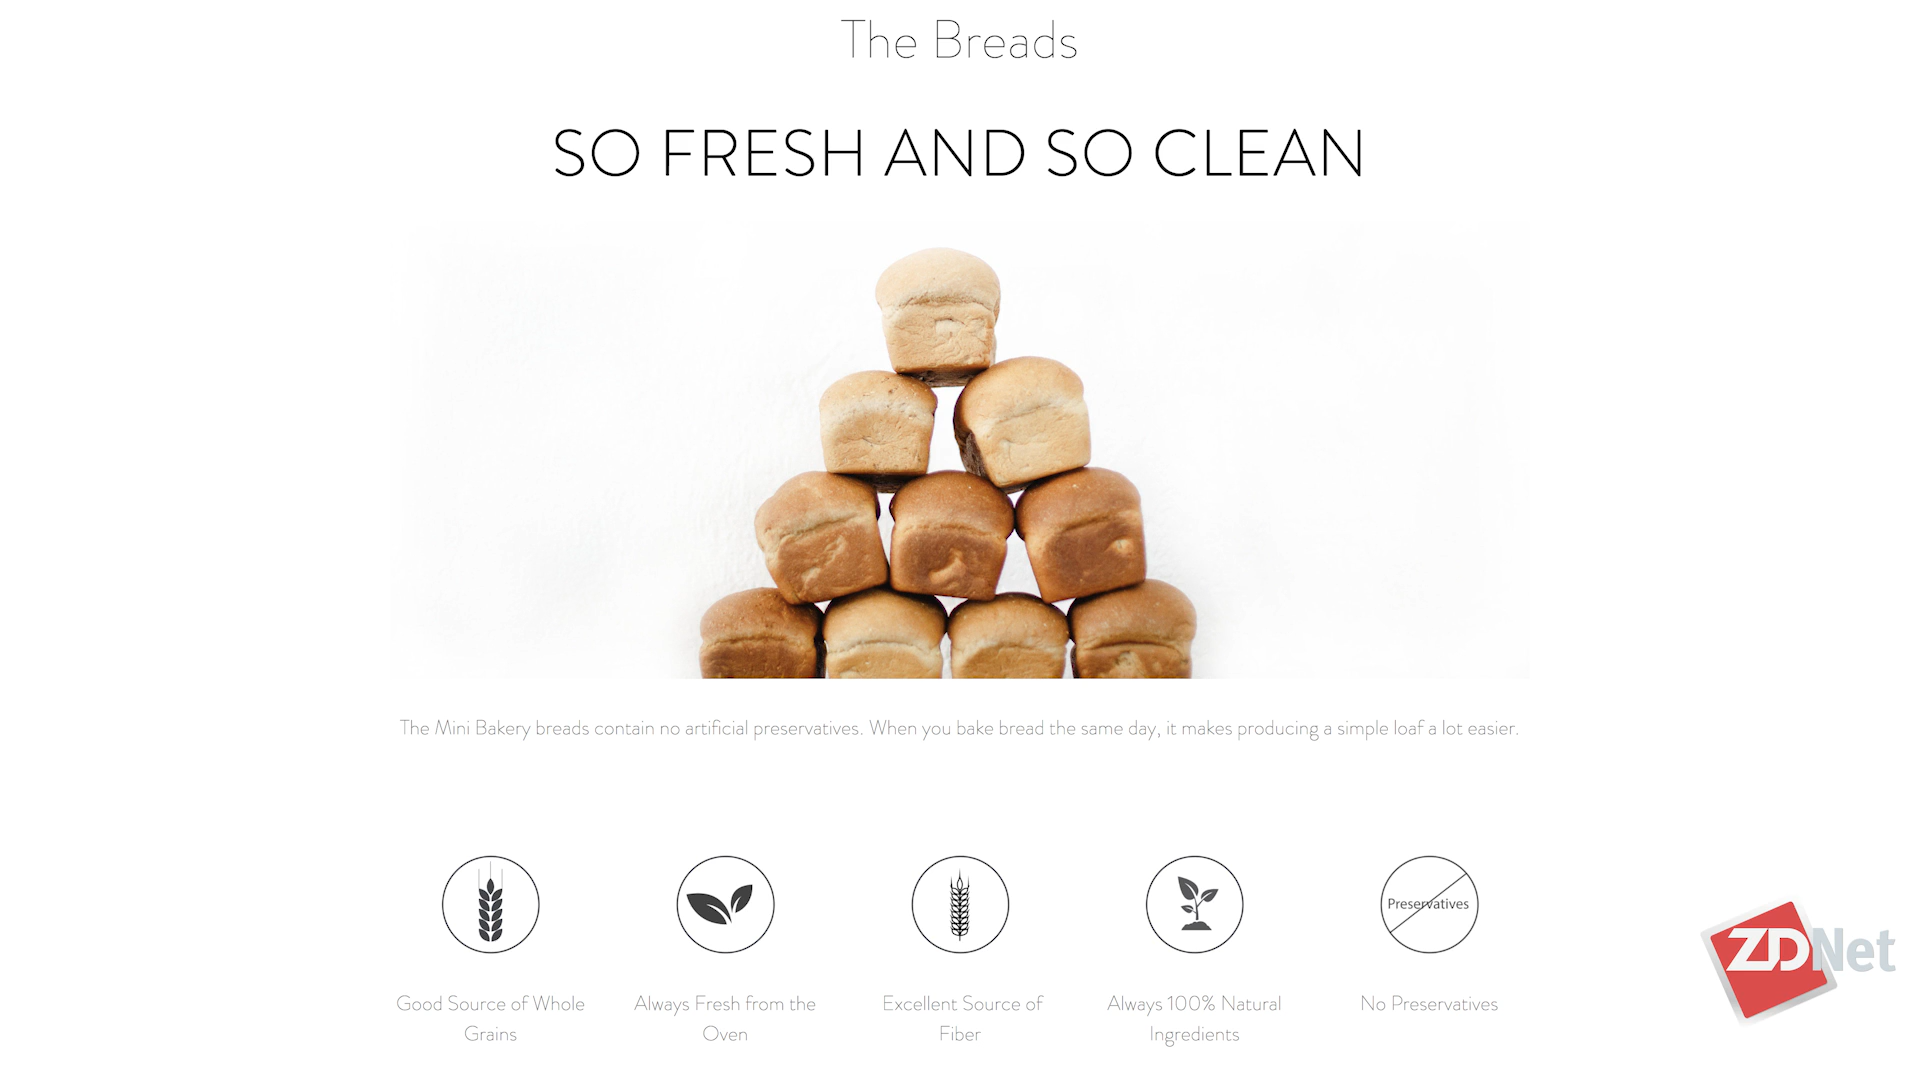 The Breads
SO FRESH AND SO CLEAN
The Mini Bakery breads contain no artificial preservatives. When you bake bread the same day, it makes producing a simple loaf a lot easier.
Preservatives
Good Source of Whole
Grains
Always Fresh from the
Oven
Excellent Source of
Fiber
Always 100% Natural
Ingredients
No Preservatives
ZDNet